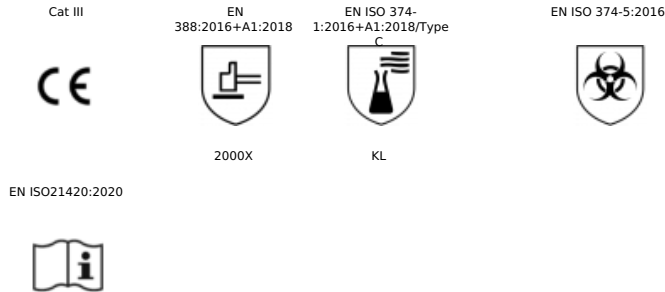 Cat III
EN
388:2016+A1:2018
EN ISO 374-
1:2016+A1:2018/Type
C
EN ISO 374-5:2016
CE
2000X
KL
EN ISO21420:2020
i